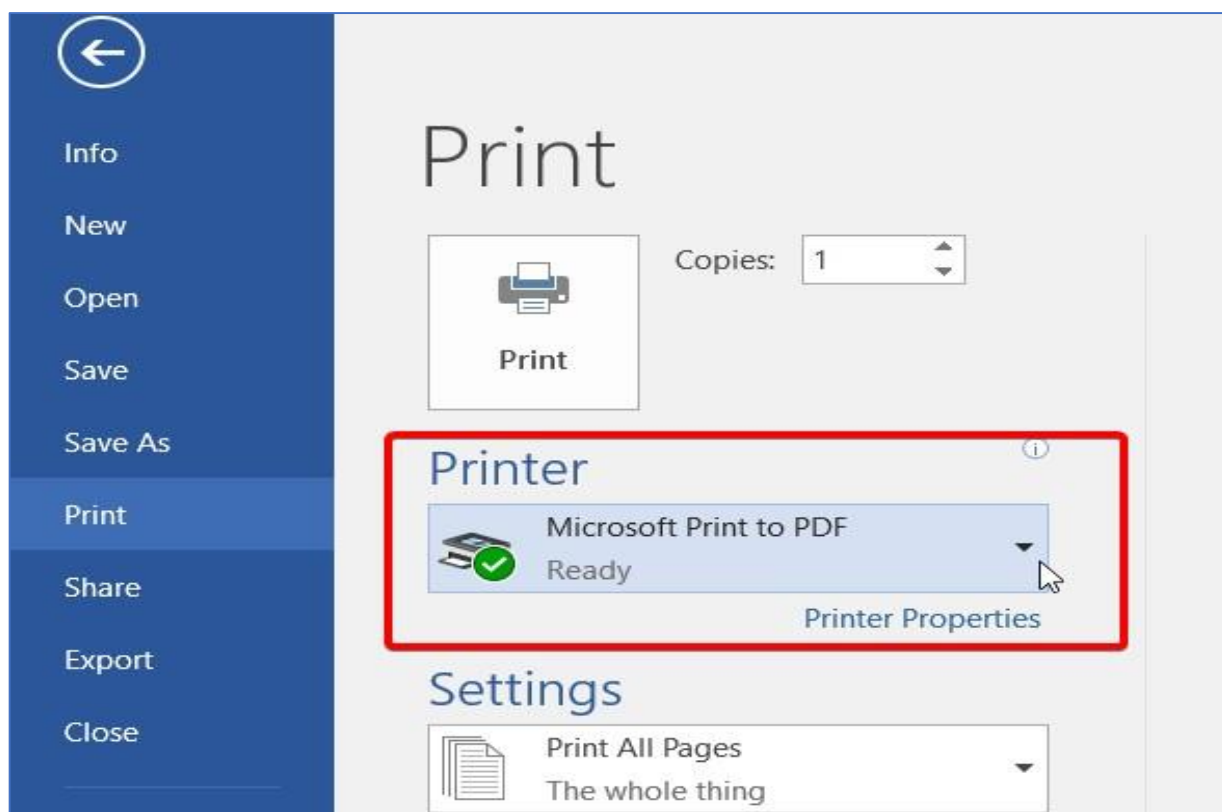 Info
New
Open
Save
Save As
Print
Share
Export
Close
Print
Print
Copies: 1
Printer
Microsoft Print to PDF
Ready
Printer Properties
Settings
Print All Pages
The whole thing